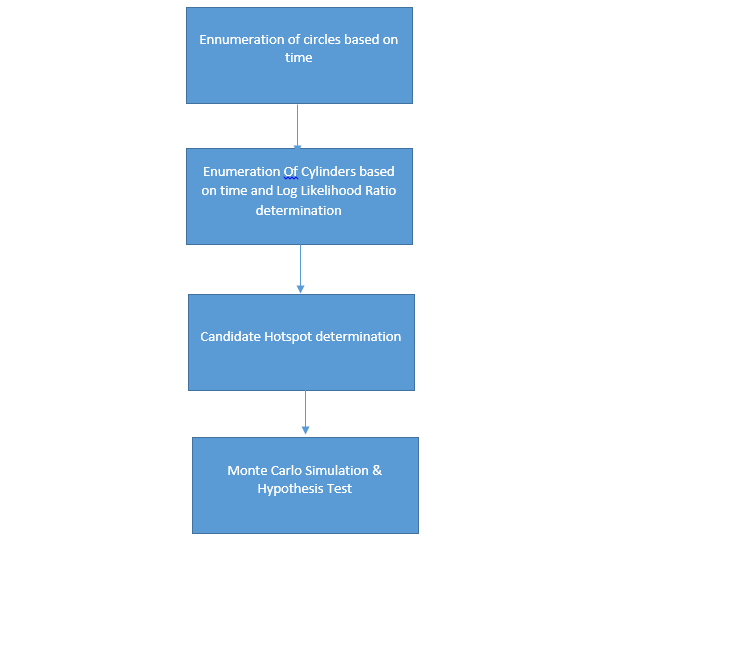 Ennumeration of circles based on
time
Enumeration Of Cylinders based
on time and Log Likelihood Ratio
determination
Candidate Hotspot determination
Monte Carlo Simulation &
Hypothesis Test